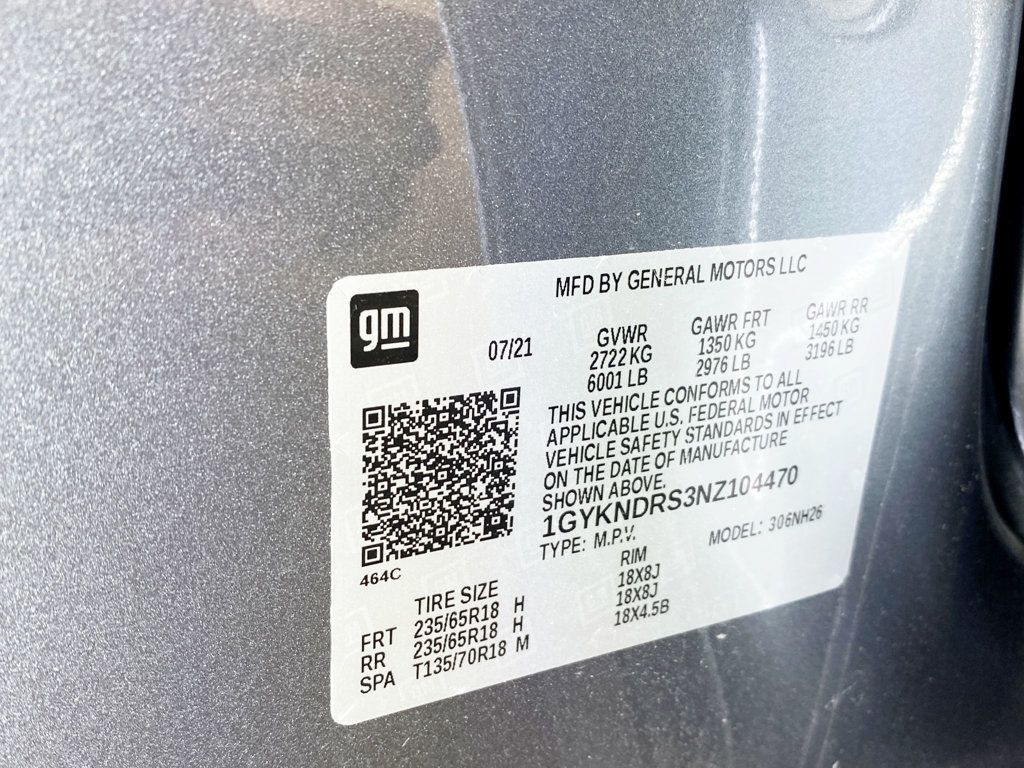 gm
MFD BY GENERAL MOTORS LLC
07/21
GVWR
2722 KG
6001 LB
GAWR FRT
1350 KG
2976 LB
GAWR RR
1450 KG
3196 LB
THIS VEHICLE CONFORMS TO ALL
APPLICABLE U.S. FEDERAL MOTOR
VEHICLE SAFETY STANDARDS IN EFFECT
ON THE DATE OF MANUFACTURE
SHOWN ABOVE.
1GYKNDRS3NZ104470
TYPE: M.P.V.
MODEL: 306NH26
464C
TIRE SIZE
RIM
FRT 235/65R18 H 18X8J
RR 235/65R18 H 18X8J
SPA T135/70R18 M 18X4.5B